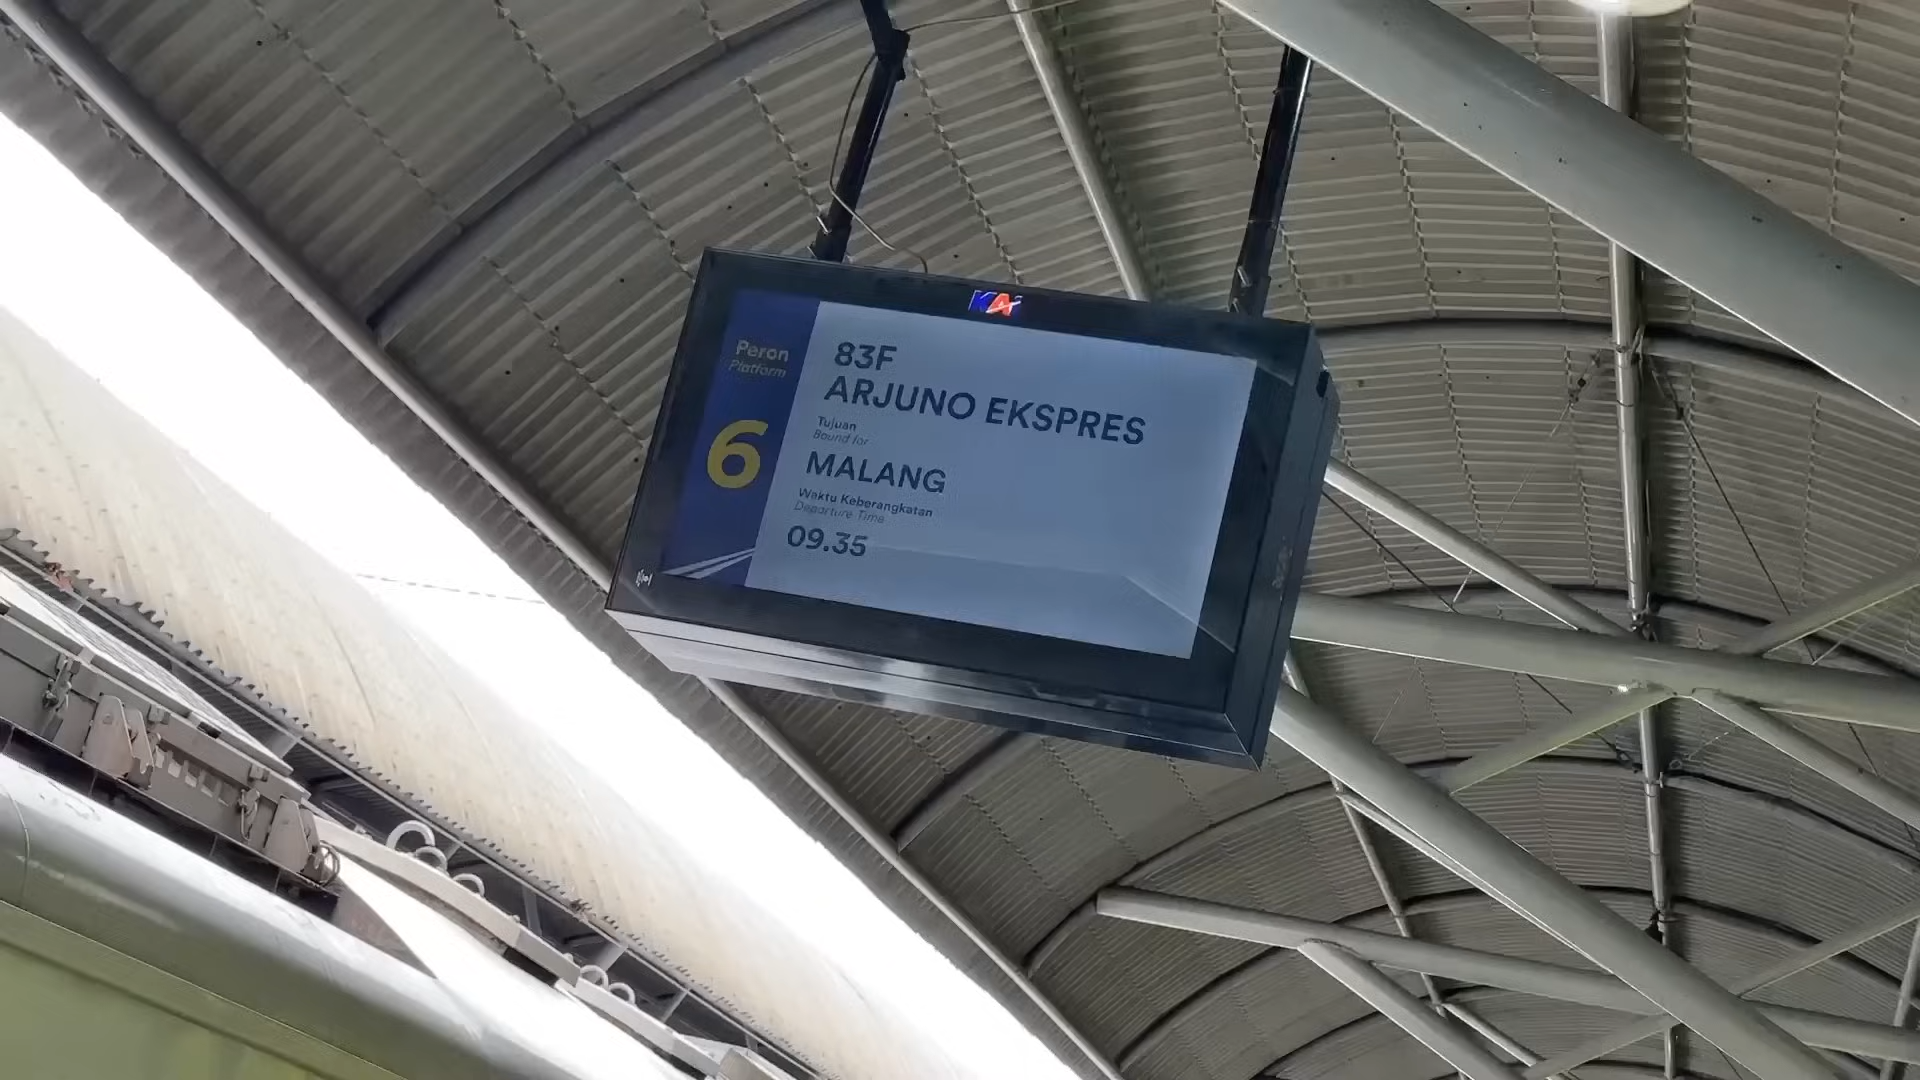 KAI
Peron
Platform
6
83F
ARJUNO EKSPRES
Tujuan
Bound for
MALANG
Waktu Keberangkatan
Departure Time
09.35